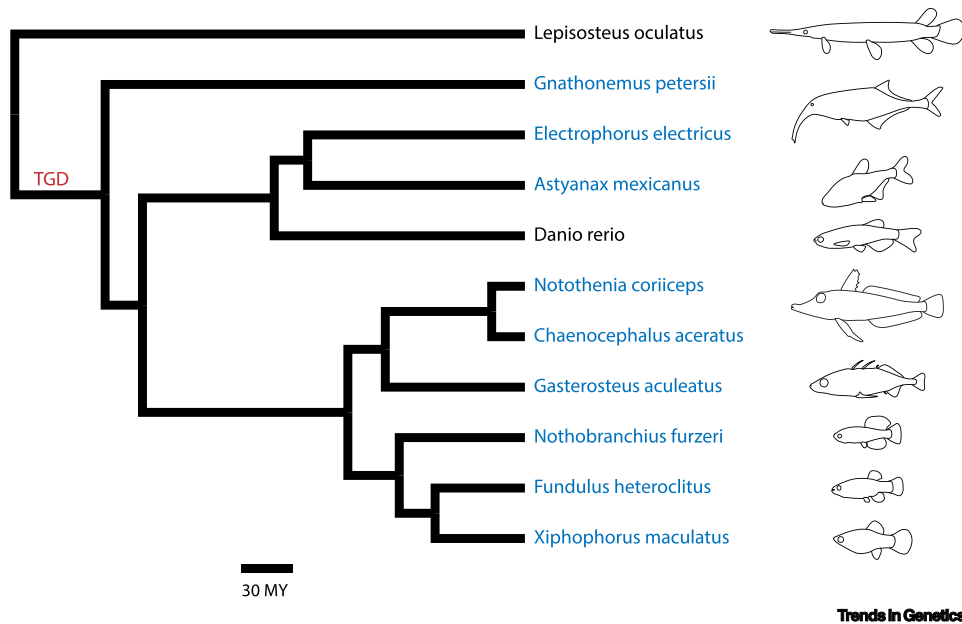 Lepisosteus oculatus
Gnathonemus petersii
Electrophorus electricus
TGD
Astyanax mexicanus
Danio rerio
Notothenia coriiceps
Chaenocephalus aceratus
Gasterosteus aculeatus
Nothobranchius furzeri
Fundulus heteroclitus
Xiphophorus maculatus
30 MY
Trends in Genetics